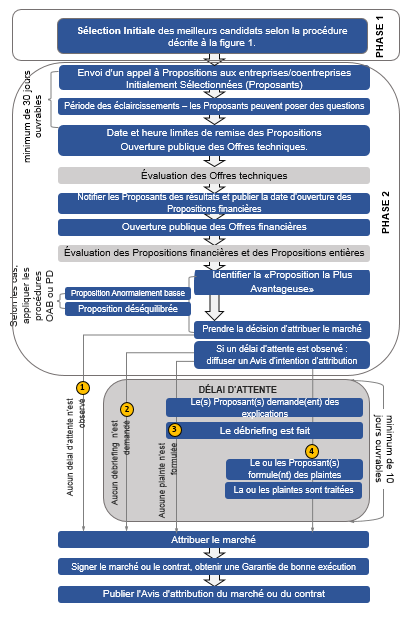 Sélection Initiale des meilleurs candidats selon la procédure
décrite à la figure 1.
PHASE 1
Envoi d'un appel à Propositions aux entreprises/coentreprises
Initialement Sélectionnées (Proposants)
minimum de 30 jours
ouvrables
Période des éclaircissements – les Proposants peuvent poser des questions
Date et heure limites de remise des Propositions
Ouverture publique des Offres techniques.
Évaluation des Offres techniques
Notifier les Proposants des résultats et publier la date d'ouverture des
Propositions financières
PHASE 2
Ouverture publique des Offres financières
Évaluation des Propositions financières et des Propositions entières
Identifier la «Proposition la Plus
Avantageuse»
Selon les cas,
appliquer les
procédures
OAB ou PD
Proposition Anormalement basse
Proposition déséquilibrée
Prendre la décision d'attribuer le marché
Si un délai d'attente est observé :
diffuser un Avis d'intention d'attribution
1
Aucun délai d'attente n'est
observé
DÉLAI D'ATTENTE
2
Aucun débriefing n'est
demandé
Le(s) Proposant(s) demande(ent) des
explications
3
Aucune plainte n'est
formulée
Le débriefing est fait
4
Le ou les Proposant(s)
formule(nt) des plaintes
La ou les plaintes sont traitées
minimum de 10
jours ouvrables
Attribuer le marché
Signer le marché ou le contrat, obtenir une Garantie de bonne exécution
Publier l'Avis d'attribution du marché ou du contrat